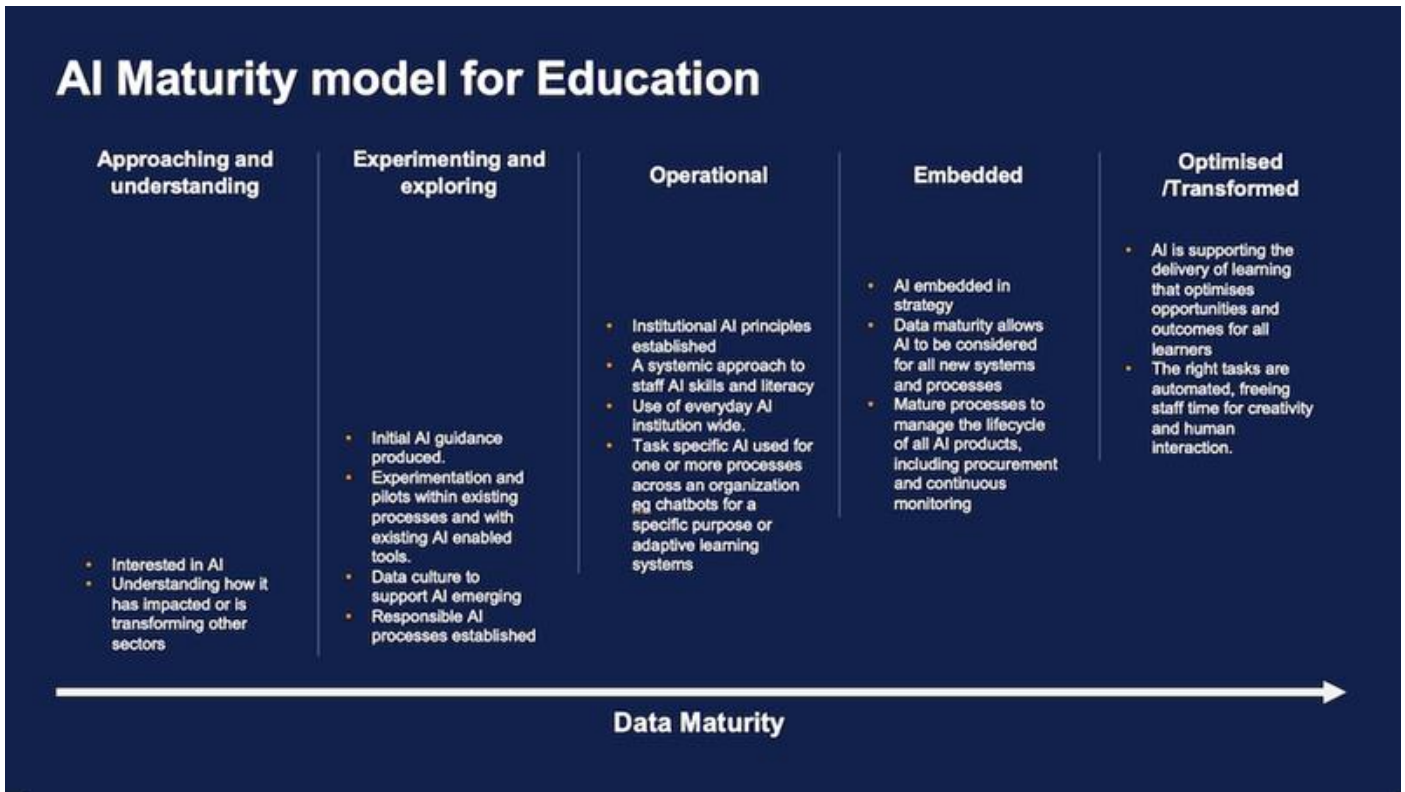 AI Maturity model for Education
Approaching and
understanding
• Interested in AI
• Understanding how it
has impacted or is
transforming other
sectors
Experimenting and
exploring
• Initial AI guidance
produced.
• Experimentation and
pilots within existing
processes and with
existing AI enabled
tools.
• Data culture to
support AI emerging
• Responsible AI
processes established
Operational
• Institutional AI principles
established
• A systemic approach to
staff AI skills and literacy
• Use of everyday AI
institution wide.
• Task specific AI used for
one or more processes
across an organization
eg chatbots for a
specific purpose or
adaptive learning
systems
Embedded
• AI embedded in
strategy
• Data maturity allows
AI to be considered
for all new systems
and processes
• Mature processes to
manage the lifecycle
of all AI products,
including procurement
and continuous
monitoring
Optimised
/Transformed
• AI is supporting the
delivery of learning
that optimises
opportunities and
outcomes for all
learners
• The right tasks are
automated, freeing
staff time for creativity
and human
interaction.
Data Maturity